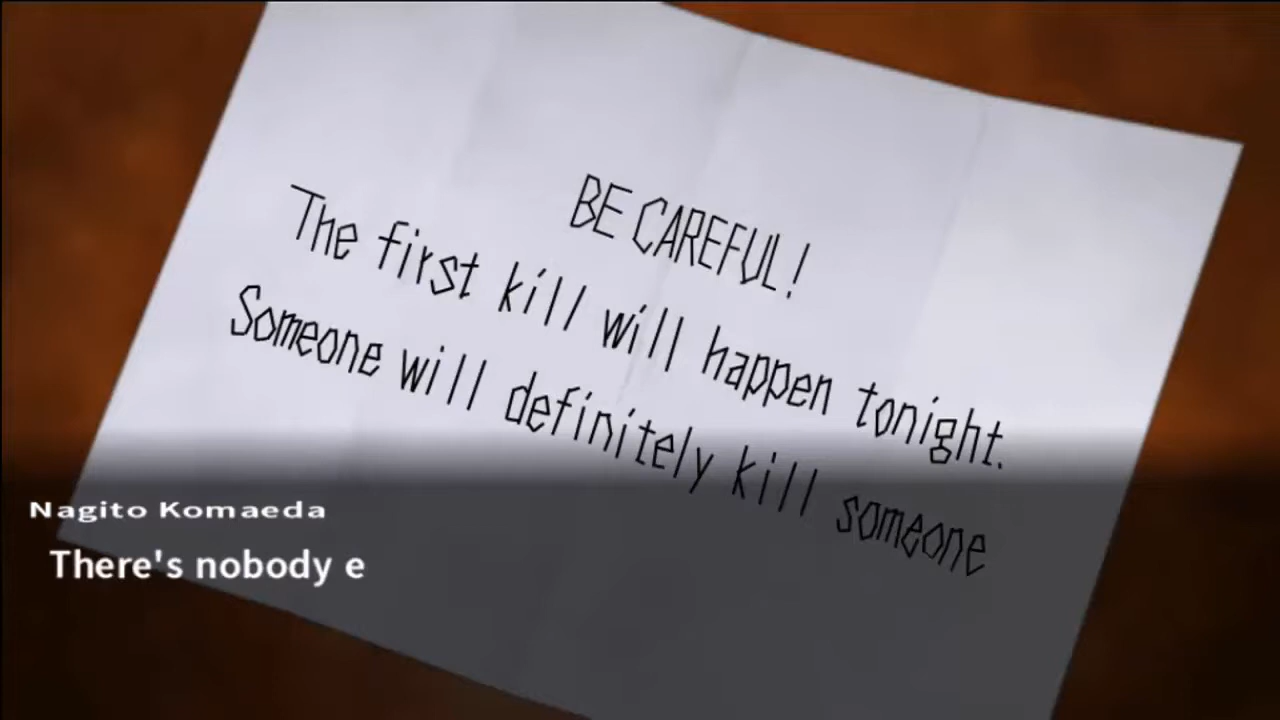 BE CAREFUL!
The first kill will happen tonight.
Someone will definitely kill someone
Nagito Komaeda
There's nobody e